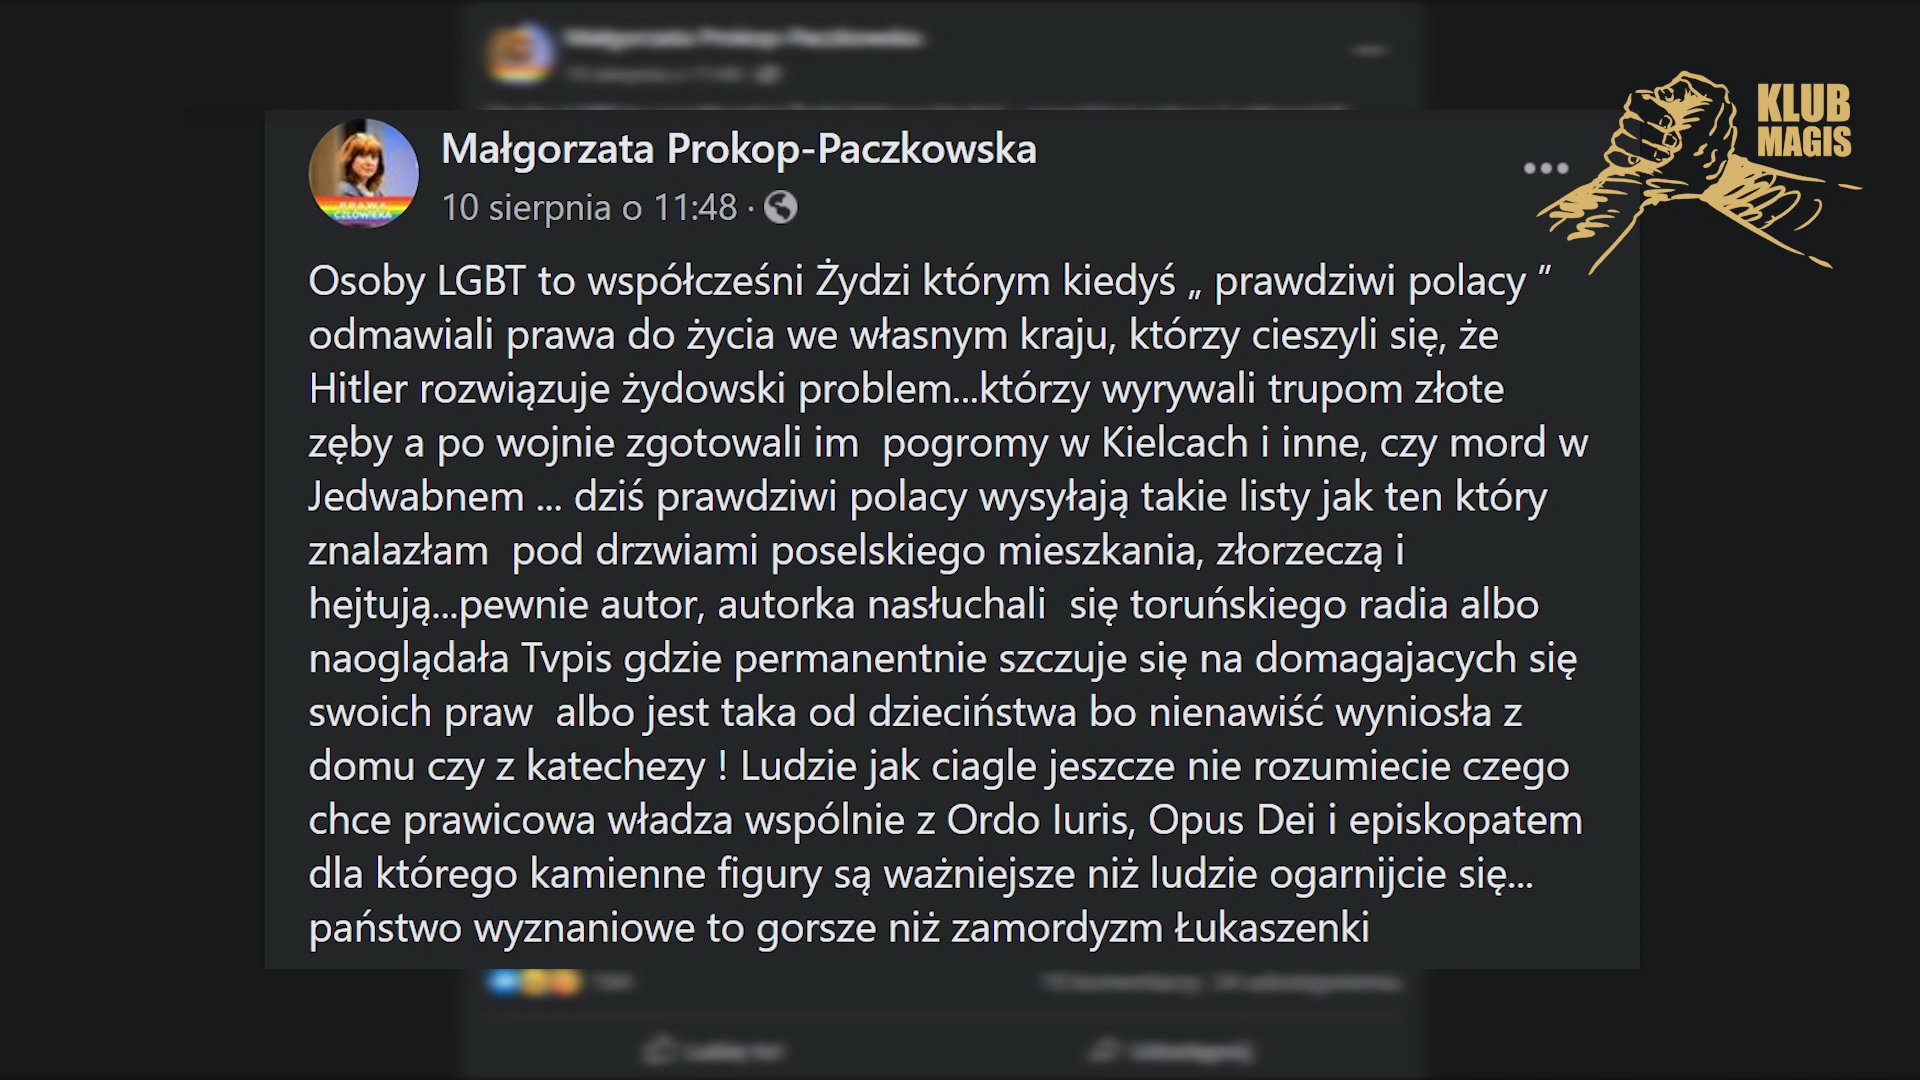 Małgorzata Prokop-Paczkowska
10 sierpnia o 11:48 ·
KLUB
MAGIS
PRAWA
CZŁOWIEKA
Osoby LGBT to współcześni Żydzi którym kiedyś „ prawdziwi polacy ”
odmawiali prawa do życia we własnym kraju, którzy cieszyli się, że
Hitler rozwiązuje żydowski problem...którzy wyrywali trupom złote
zęby a po wojnie zgotowali im  pogromy w Kielcach i inne, czy mord w
Jedwabnem ... dziś prawdziwi polacy wysyłają takie listy jak ten który
znalazłam  pod drzwiami poselskiego mieszkania, złorzeczą i
hejtują...pewnie autor, autorka nasłuchali  się toruńskiego radia albo
naoglądała Tvpis gdzie permanentnie szczuje się na domagajacych się
swoich praw  albo jest taka od dzieciństwa bo nienawiść wyniosła z
domu czy z katechezy ! Ludzie jak ciagle jeszcze nie rozumiecie czego
chce prawicowa władza wspólnie z Ordo Iuris, Opus Dei i episkopatem
dla którego kamienne figury są ważniejsze niż ludzie ogarnijcie się...
państwo wyznaniowe to gorsze niż zamordyzm Łukaszenki